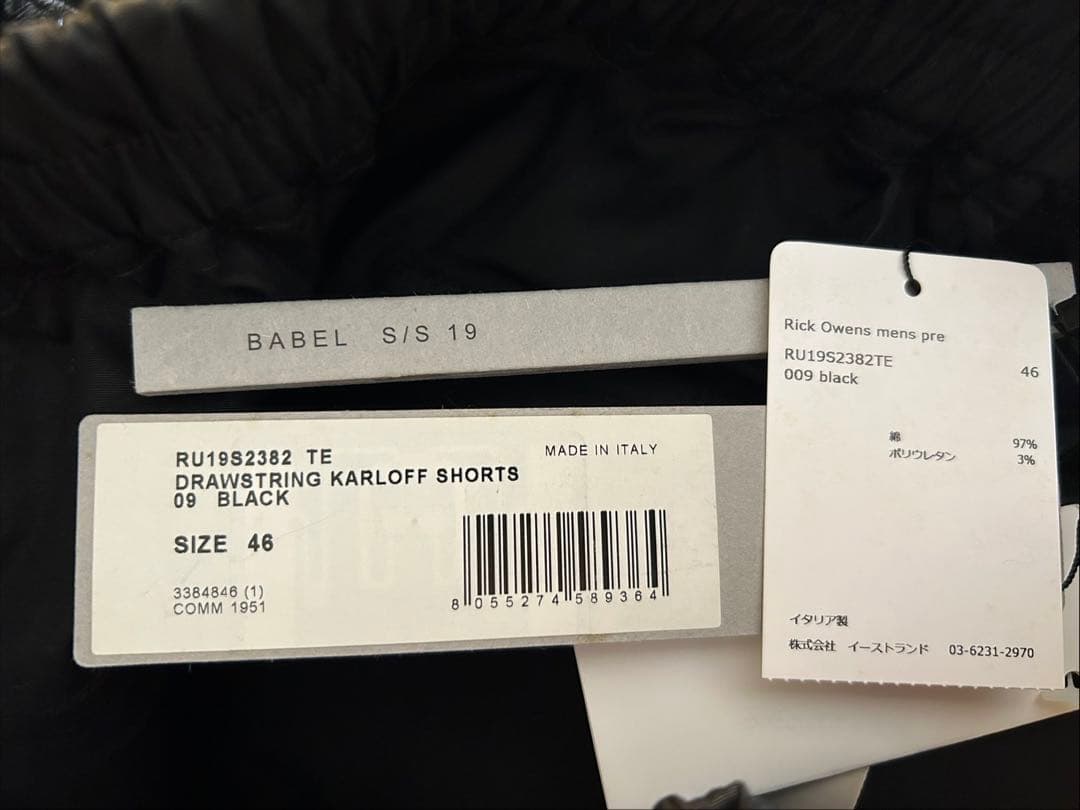 BABEL S/S 19
RU19S2382 TE
DRAWSTRING KARLOFF SHORTS
09 BLACK
MADE IN ITALY
SIZE 46
3384846 (1)
COMM 1951
8 055274 589364
Rick Owens mens pre
RU19S2382TE
009 black 46
綿 97%
ポリウレタン 3%
イタリア製
株式会社 イーストランド 03-6231-2970